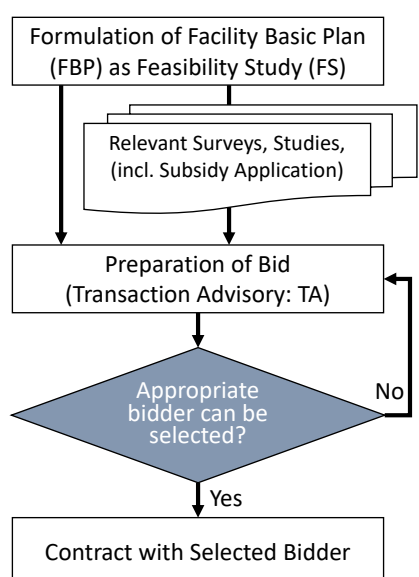 Formulation of Facility Basic Plan
(FBP) as Feasibility Study (FS)
Relevant Surveys, Studies,
(incl. Subsidy Application)
Preparation of Bid
(Transaction Advisory: TA)
Appropriate
bidder can be
selected?
No
Yes
Contract with Selected Bidder